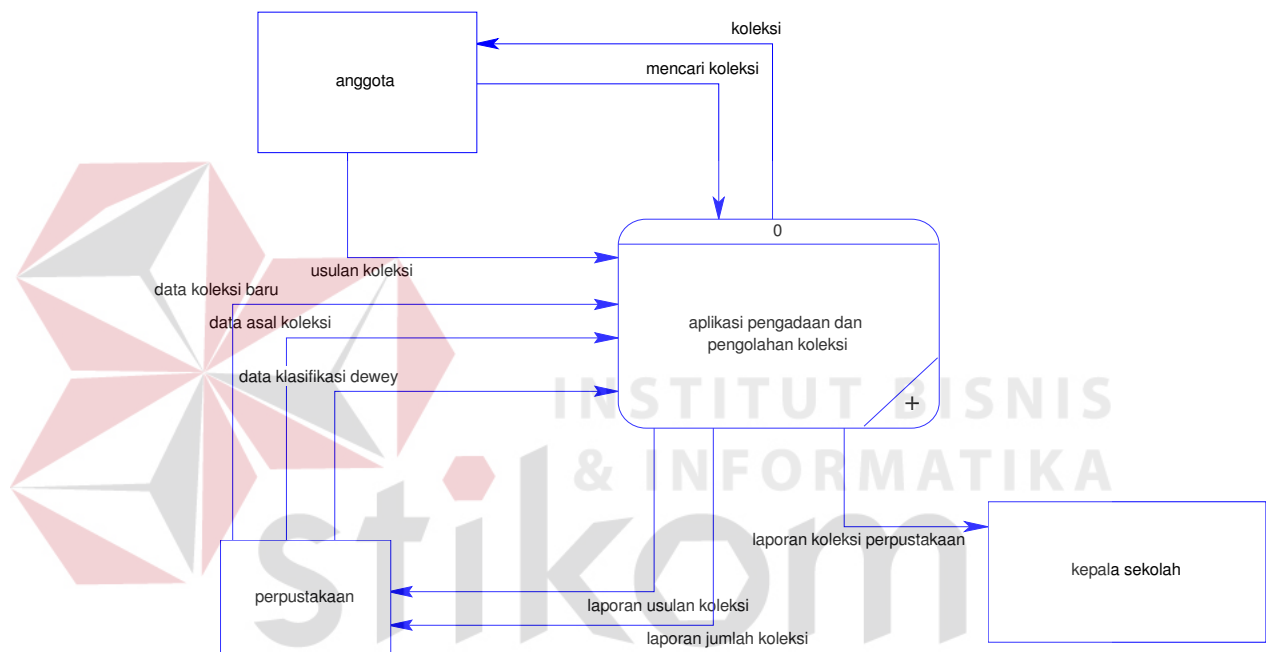 koleksi
mencari koleksi
anggota
0
usulan koleksi
data koleksi baru
data asal koleksi
aplikasi pengadaan dan
pengolahan koleksi
data klasifikasi dewey
+
INSTITUT BISNIS
& INFORMATIKA
stikom
laporan koleksi perpustakaan
kepala sekolah
perpustakaan
laporan usulan koleksi
laporan jumlah koleksi